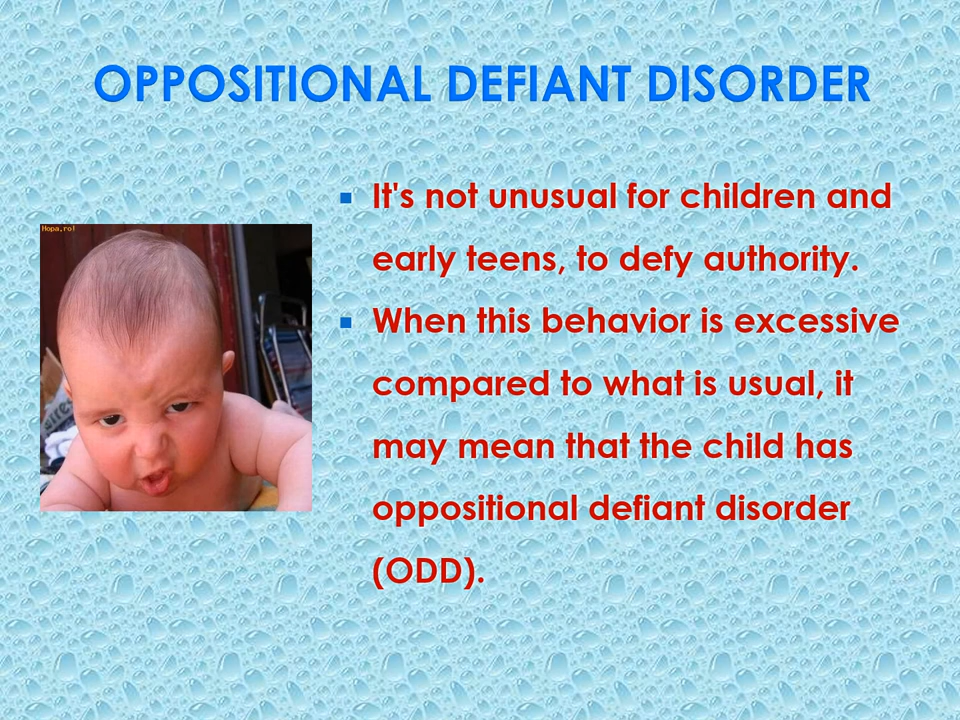 OPPOSITIONAL DEFIANT DISORDER
Hopa.ro!
It's not unusual for children and
early teens, to defy authority.
When this behavior is excessive
compared to what is usual, it
may mean that the child has
oppositional defiant disorder
(ODD).